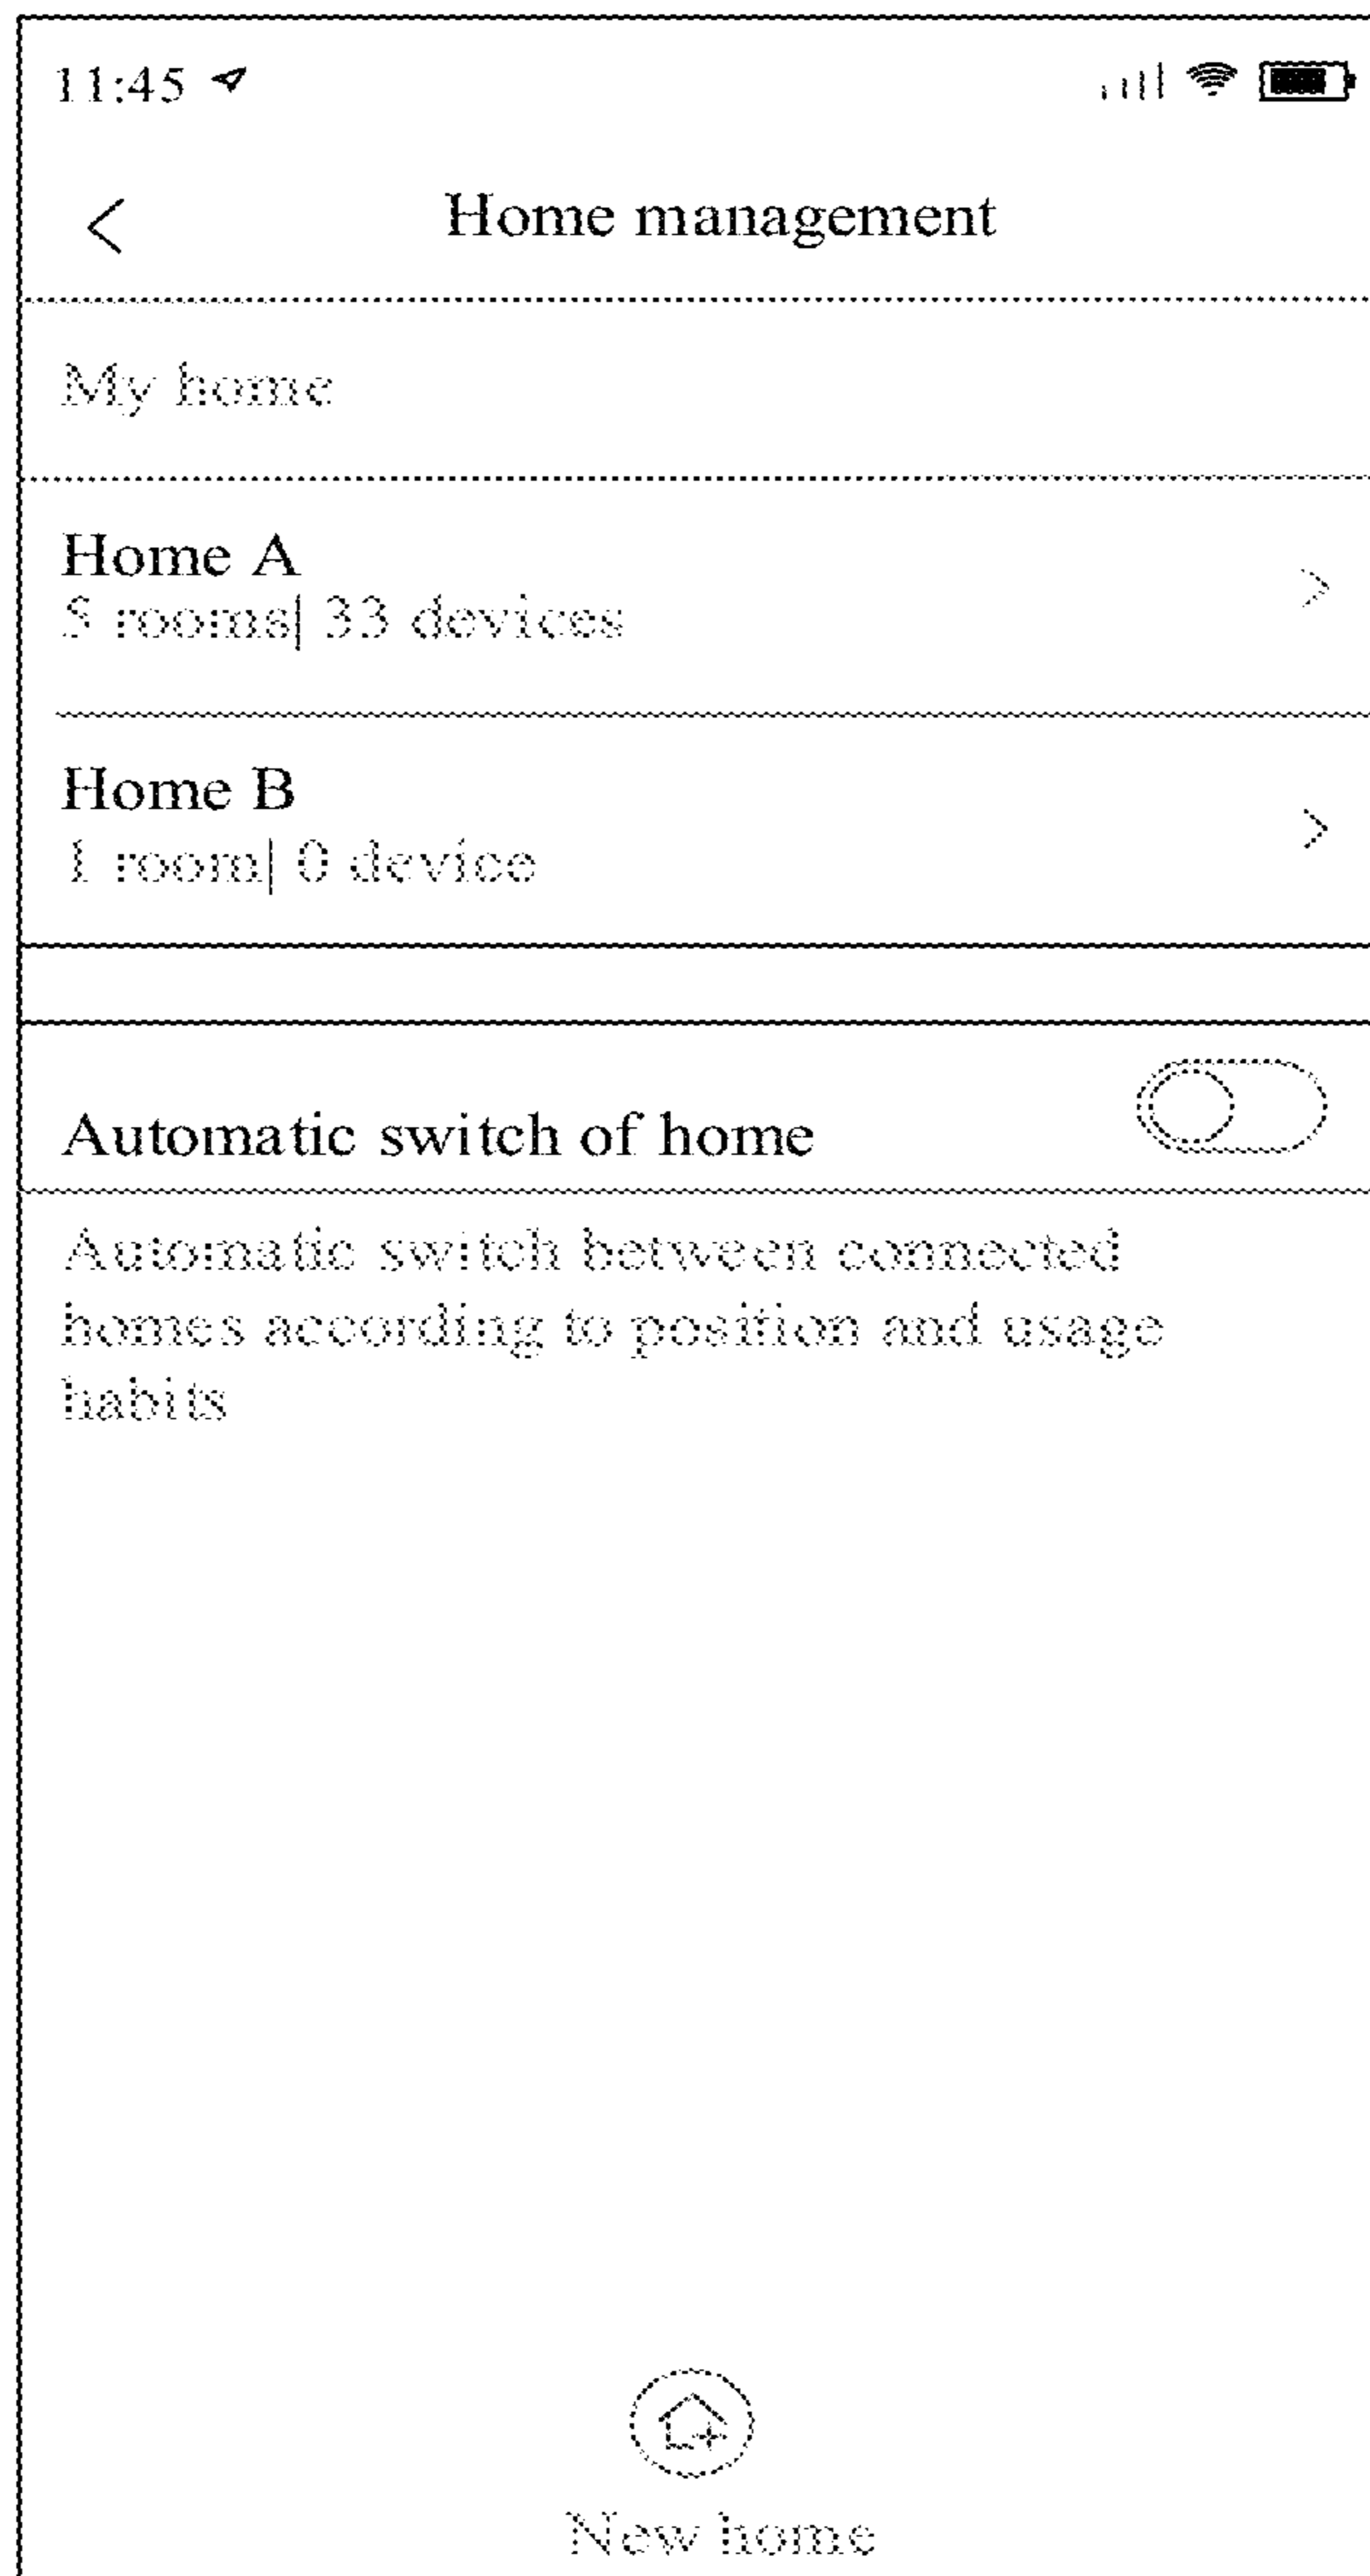 11:45
Home management
My home
Home A
5 rooms| 33 devices
Home B
1 room| 0 device
Automatic switch of home
Automatic switch between connected
homes according to position and usage
habits
New home